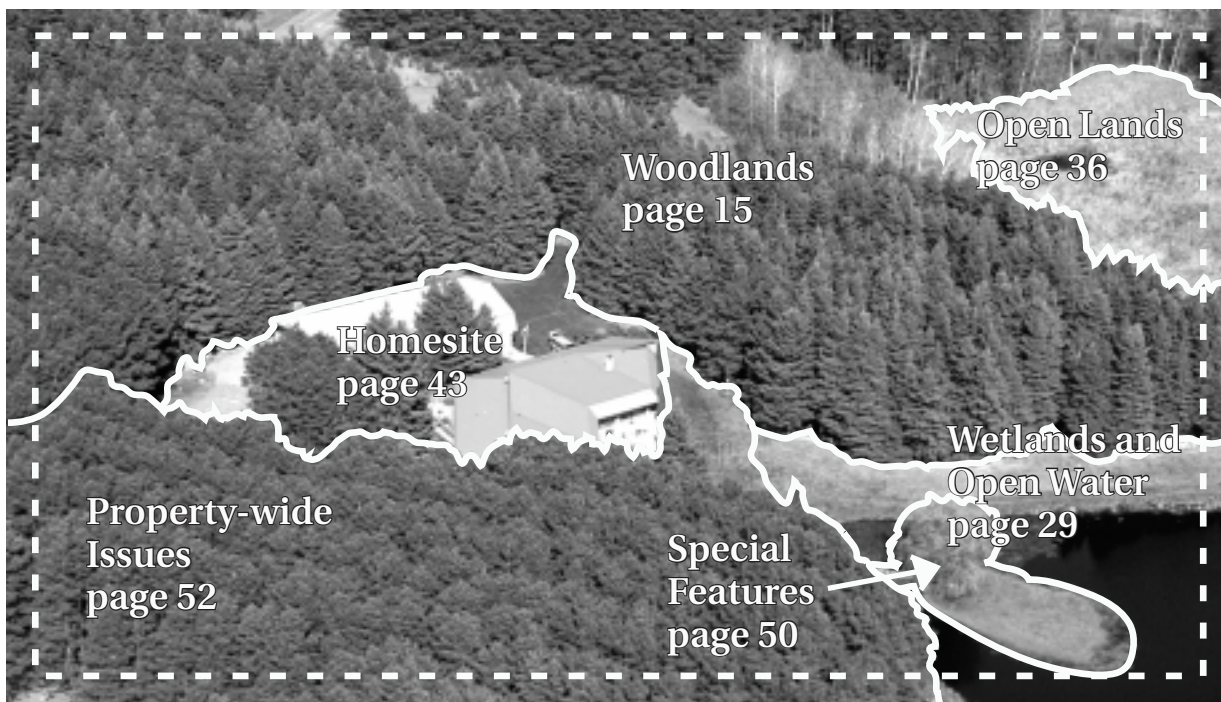 Open Lands
page 36
Woodlands
page 15
Homesite
page 43
Wetlands and
Open Water
page 29
Property-wide
Issues
page 52
Special
Features
page 50